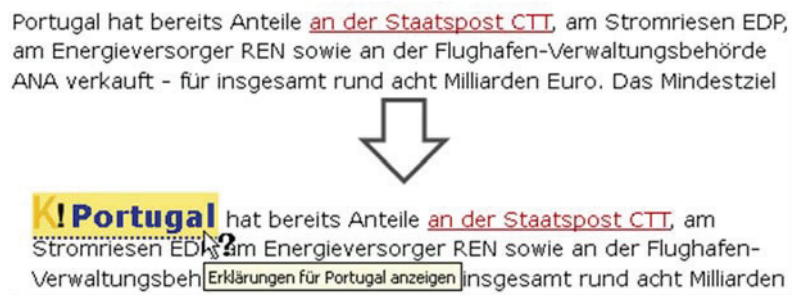 Portugal hat bereits Anteile an der Staatspost CTT, am Stromriesen EDP,
am Energieversorger REN sowie an der Flughafen-Verwaltungsbehörde
ANA verkauft – für insgesamt rund acht Milliarden Euro. Das Mindestziel
K! Portugal hat bereits Anteile an der Staatspost CTT, am
Stromriesen ? am Energieversorger REN sowie an der Flughafen-
Verwaltungsbeh Erklärungen für Portugal anzeigen insgesamt rund acht Milliarden